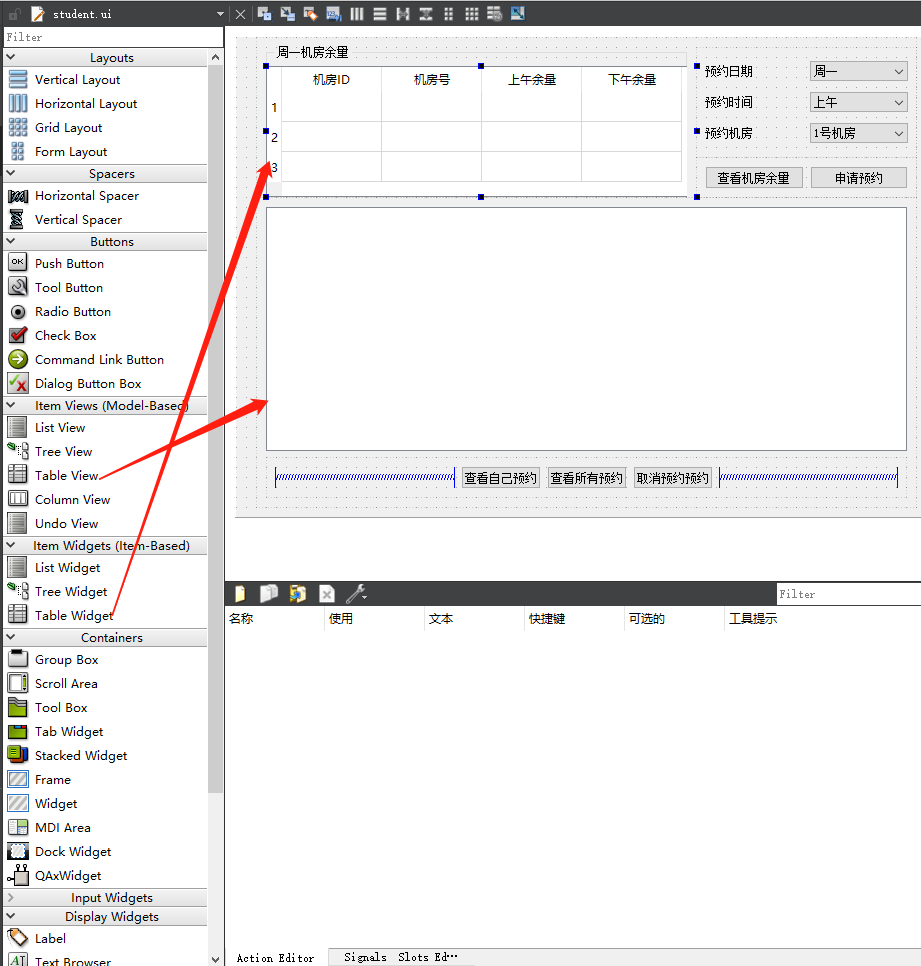 student.ui
Filter
Layouts
Vertical Layout
Horizontal Layout
Grid Layout
Form Layout
Spacers
Horizontal Spacer
Vertical Spacer
Buttons
OK
Push Button
Tool Button
Radio Button
Check Box
Command Link Button
Dialog Button Box
Item Views (Model-Based)
List View
Tree View
Table View
Column View
Undo View
Item Widgets (Item-Based)
List Widget
Tree Widget
Table Widget
Containers
Group Box
Scroll Area
Tool Box
Tab Widget
Stacked Widget
Frame
Widget
MDI Area
Dock Widget
QAxWidget
Input Widgets
Display Widgets
Label
AI Text Browser
周一机房余量
机房ID 机房号 上午余量 下午余量
1
2
3
预约日期 周一
预约时间 上午
预约机房 1号机房
查看机房余量 申请预约
查看自己预约 查看所有预约 取消预约预约
Filter
名称 使用 文本 快捷键 可选的 工具提示
Action Editor Signals Slots Ed…